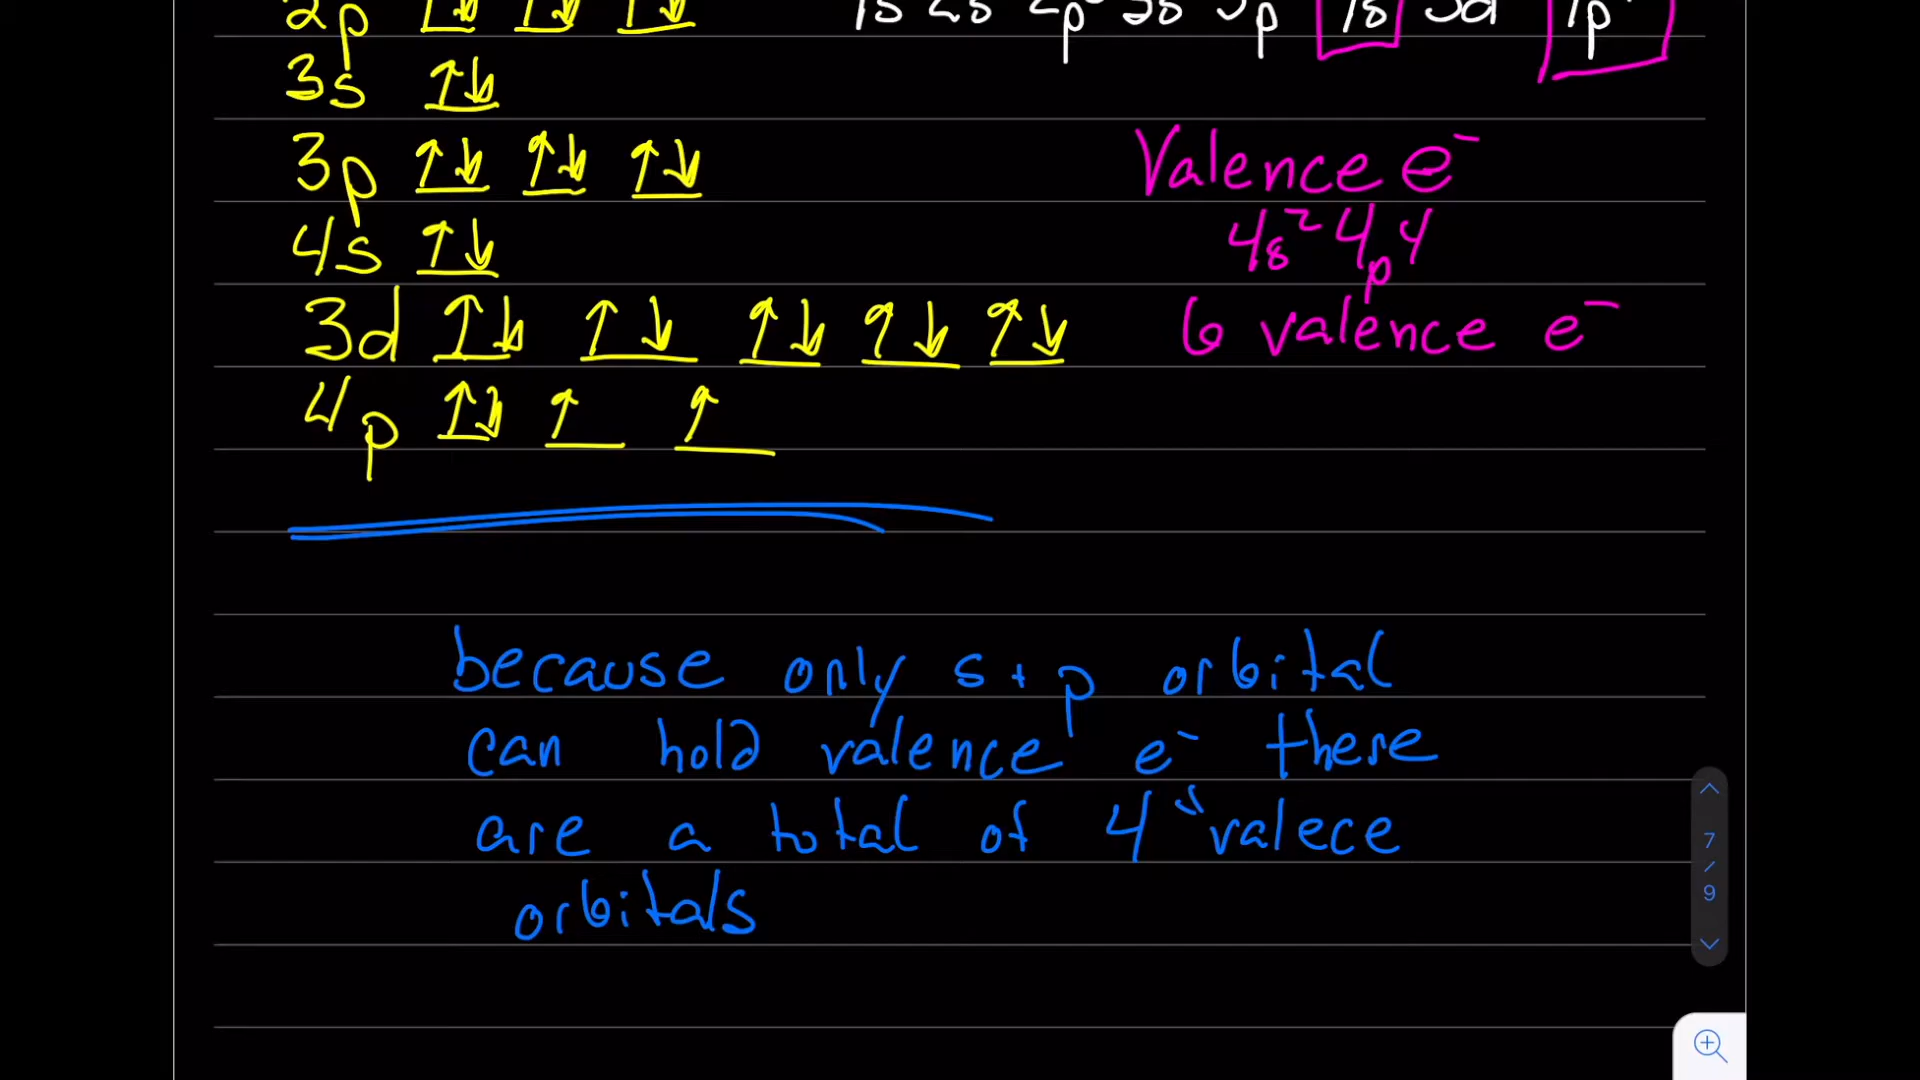 2p ↑↓ ↑↓ ↑↓
3s ↑↓
3p ↑↓ ↑↓ ↑↓
4s ↑↓
3d ↑↓ ↑↓ ↑↓ ↑↓ ↑↓
4p ↑↓ ↑ ↑
Valence e⁻
4s² 4p⁴
6 valence e⁻
because only s + p orbital
can hold valence e⁻ these
are a total of 4 " valece
orbitals
7
/
9